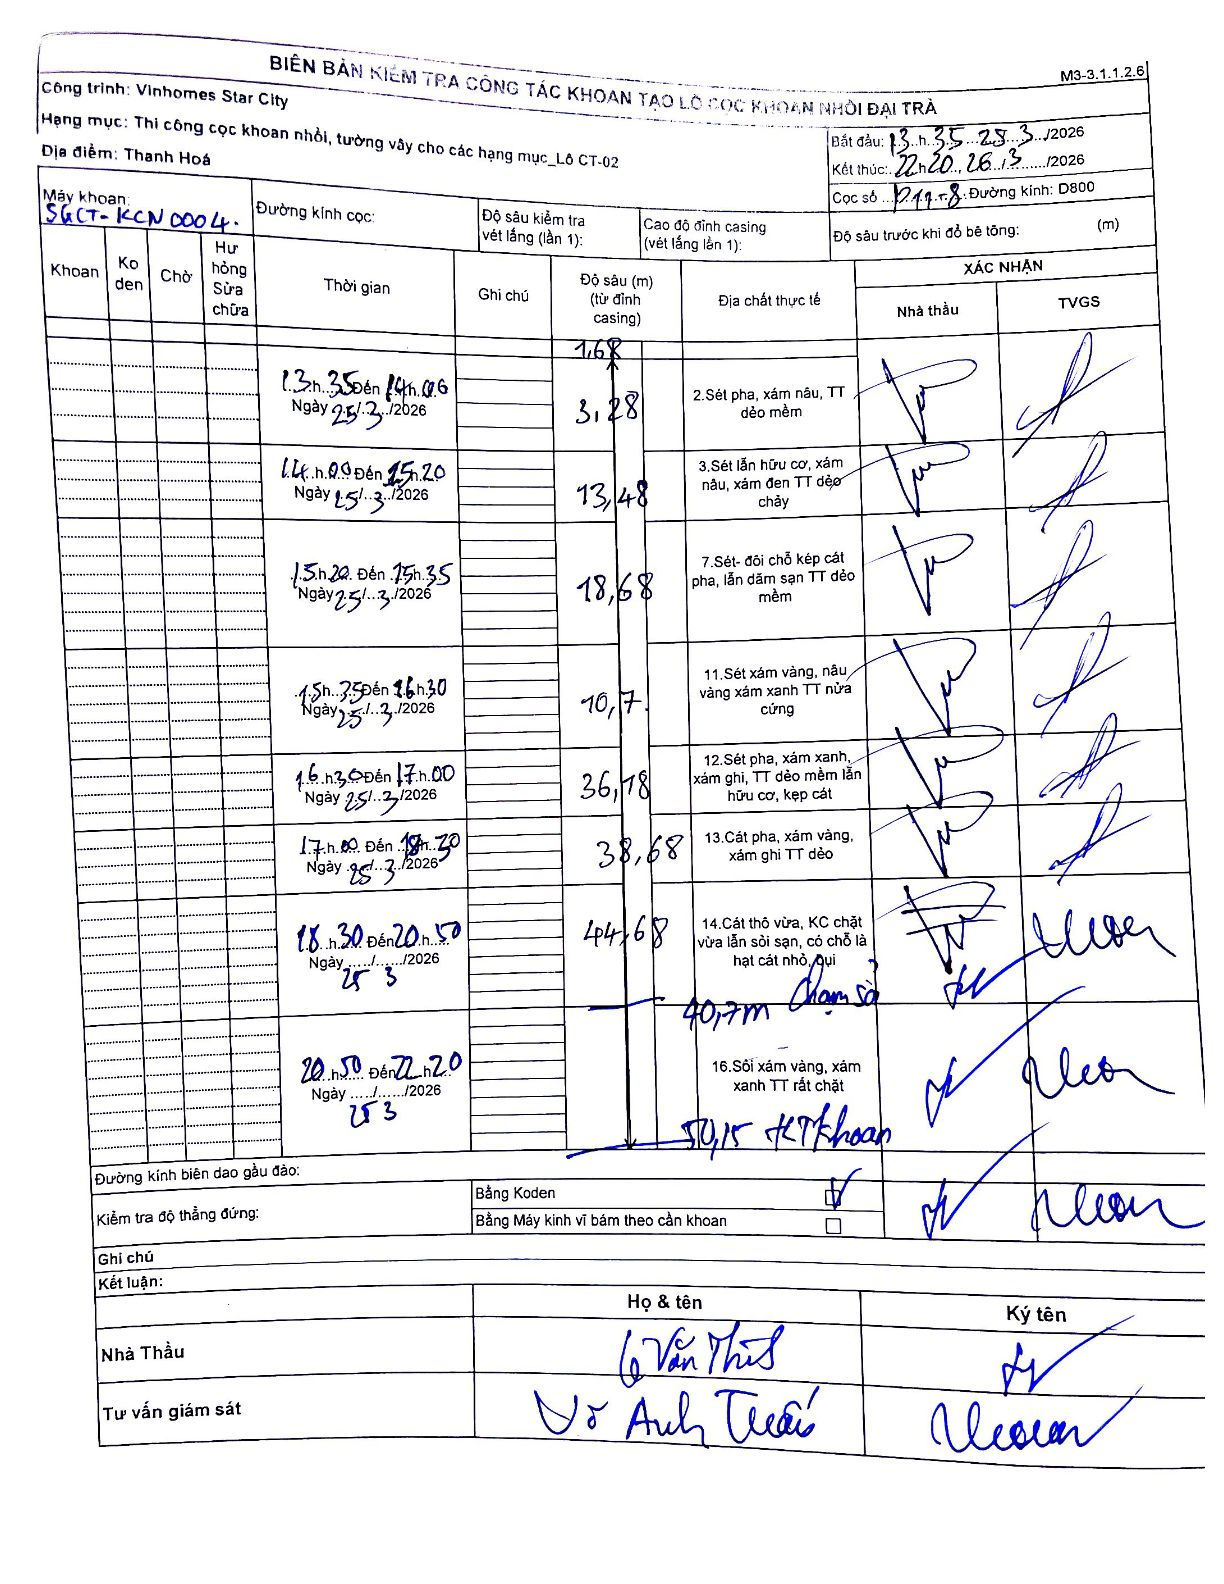 BIÊN BẢN KIỂM TRA CÔNG TÁC KHOAN TẠO LỖ CỌC KHOAN NHỒI ĐẠI TRÀ
M3-3.1.1.2.6
Công trình: Vinhomes Star City
Hạng mục: Thi công cọc khoan nhồi, tường vây cho các hạng mục_Lô CT-02
Địa điểm: Thanh Hoá
Bắt đầu: 13..h..35...25...3.../2026
Kết thúc: 22h20.., 26../3......../2026
Cọc số ... Đường kính: D800
Máy khoan:
SGCT-KCN0004.
Đường kính cọc:
Độ sâu kiểm tra vét lắng (lần 1):
Cao độ đỉnh casing (vét lắng lần 1):
Độ sâu trước khi đổ bê tông: (m)
Khoan
Ko den
Chờ
Hư hỏng Sửa chữa
Thời gian
Ghi chú
Độ sâu (m) (từ đỉnh casing)
Địa chất thực tế
XÁC NHẬN
Nhà thầu
TVGS
1,68
13.h..35 Đến 14.h.00
Ngày 25/..3../2026
3,28
2.Sét pha, xám nâu, TT dẻo mềm
14.h.00 Đến 15h.20
Ngày 25/..3../2026
13,48
3.Sét lẫn hữu cơ, xám nâu, xám đen TT dẻo chảy
15.h.20. Đến 15h.35
Ngày 25/..3../2026
18,68
7.Sét- đôi chỗ kép cát pha, lẫn dăm sạn TT dẻo mềm
15h..35 Đến 16.h.30
Ngày 25/..3../2026
10,7.
11.Sét xám vàng, nâu vàng xám xanh TT nửa cứng
16.h.30 Đến 17.h.00
Ngày 25/..3../2026
36,18
12.Sét pha, xám xanh, xám ghi, TT dẻo mềm lẫn hữu cơ, kẹp cát
17.h.00. Đến 18h..30
Ngày 25/...3../2026
38,68
13.Cát pha, xám vàng, xám ghi TT dẻo
18.h.30 Đến 20..h..50
Ngày ...../....../2026
25 3
44,68
14.Cát thô vừa, KC chặt vừa lẫn sỏi sạn, có chỗ là hạt cát nhỏ, bụi
40,7m Chạm sỏi
20..h50 Đến 22.h20
Ngày ...../....../2026
25 3
16.Sỏi xám vàng, xám xanh TT rất chặt
50,15 KT khoan
Đường kính biên dao gầu đào:
Kiểm tra độ thẳng đứng:
Bằng Koden
Bằng Máy kinh vĩ bám theo cần khoan
Ghi chú
Kết luận:
Họ & tên
Ký tên
Nhà Thầu
Tư vấn giám sát
Võ Anh Tuấn